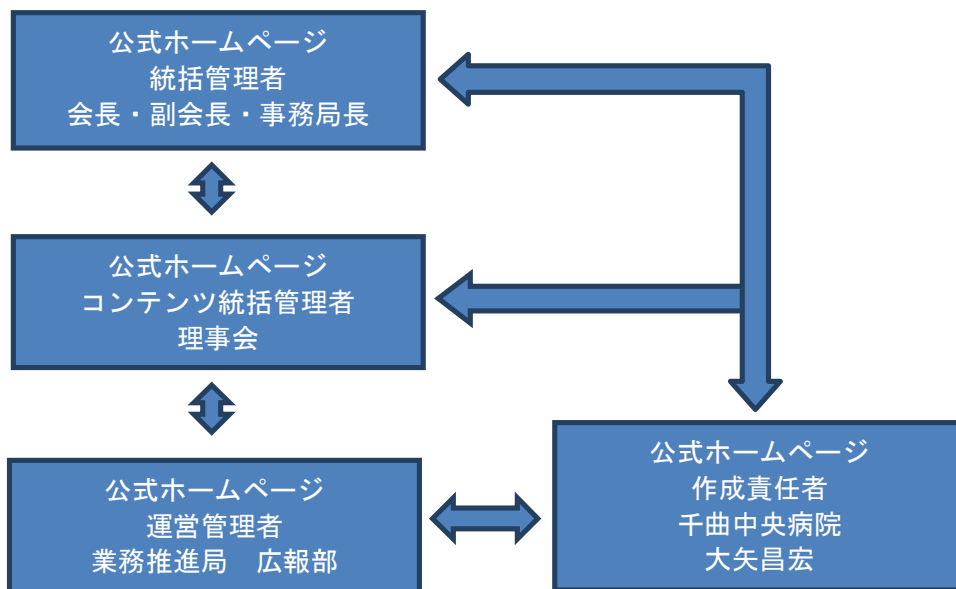 公式ホームページ
統括管理者
会長・副会長・事務局長
公式ホームページ
コンテンツ統括管理者
理事会
公式ホームページ
運営管理者
業務推進局　広報部
公式ホームページ
作成責任者
千曲中央病院
大矢昌宏